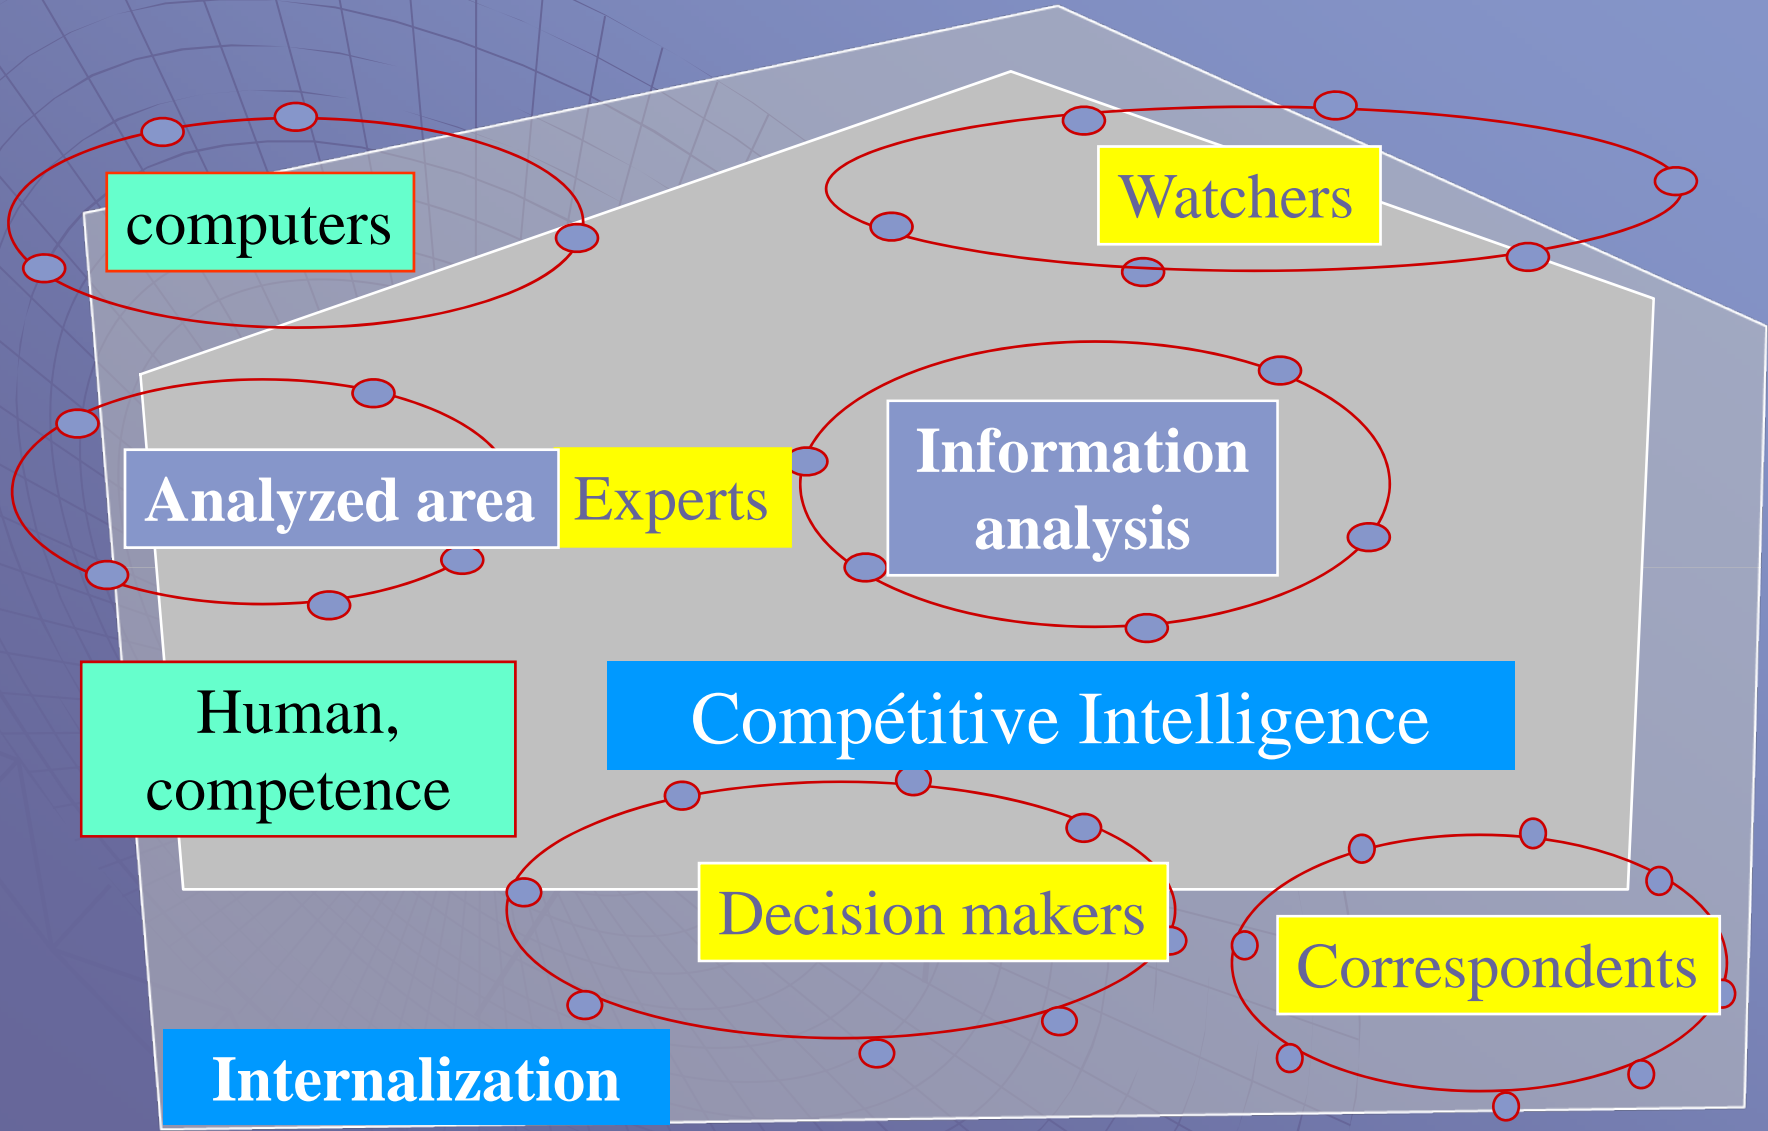 computers
Watchers
Analyzed area
Experts
Information
analysis
Human,
competence
Compétitive Intelligence
Decision makers
Correspondents
Internalization